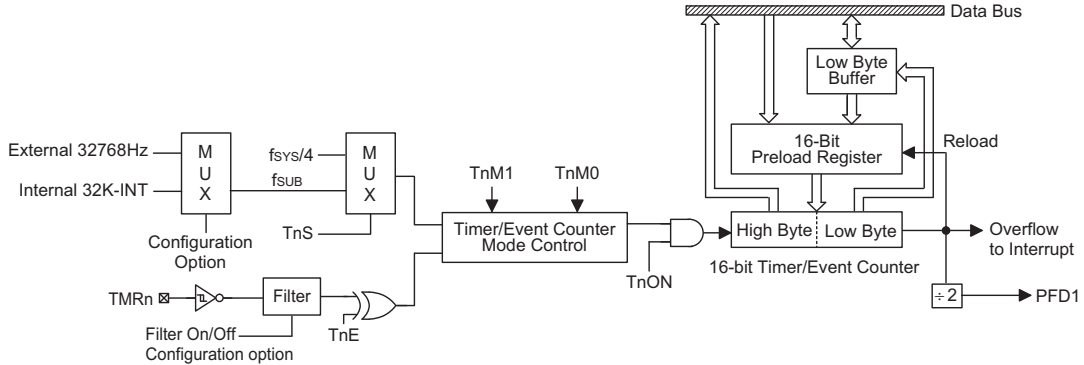 Data Bus
Low Byte
Buffer
16-Bit
Preload Register
Reload
External 32768Hz
Internal 32K-INT
M
U
X
fSYS/4
fSUB
M
U
X
TnM1
TnM0
Configuration
Option
TnS
Timer/Event Counter
Mode Control
TnON
High Byte
Low Byte
16-bit Timer/Event Counter
Overflow
to Interrupt
÷ 2
PFD1
TMRn
Filter
TnE
Filter On/Off
Configuration option